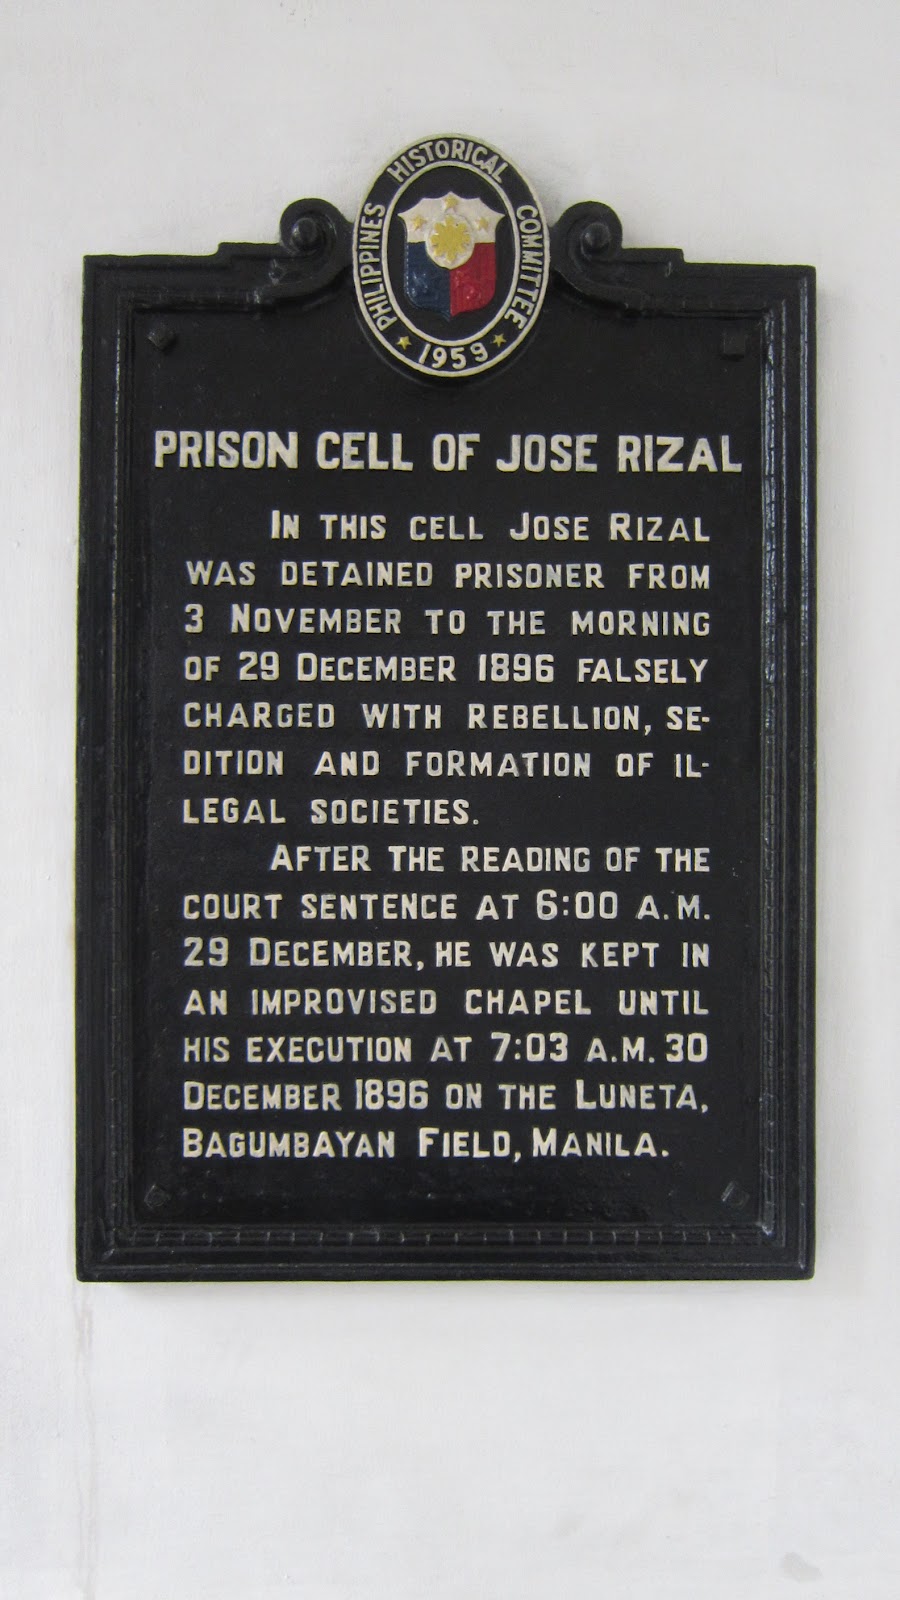 PHILIPPINES HISTORICAL COMMITTEE
1959
PRISON CELL OF JOSE RIZAL
IN THIS CELL JOSE RIZAL
WAS DETAINED PRISONER FROM
3 NOVEMBER TO THE MORNING
OF 29 DECEMBER 1896 FALSELY
CHARGED WITH REBELLION, SE-
DITION AND FORMATION OF IL-
LEGAL SOCIETIES.
AFTER THE READING OF THE
COURT SENTENCE AT 6:00 A.M.
29 DECEMBER, HE WAS KEPT IN
AN IMPROVISED CHAPEL UNTIL
HIS EXECUTION AT 7:03 A.M. 30
DECEMBER 1896 ON THE LUNETA,
BAGUMBAYAN FIELD, MANILA.